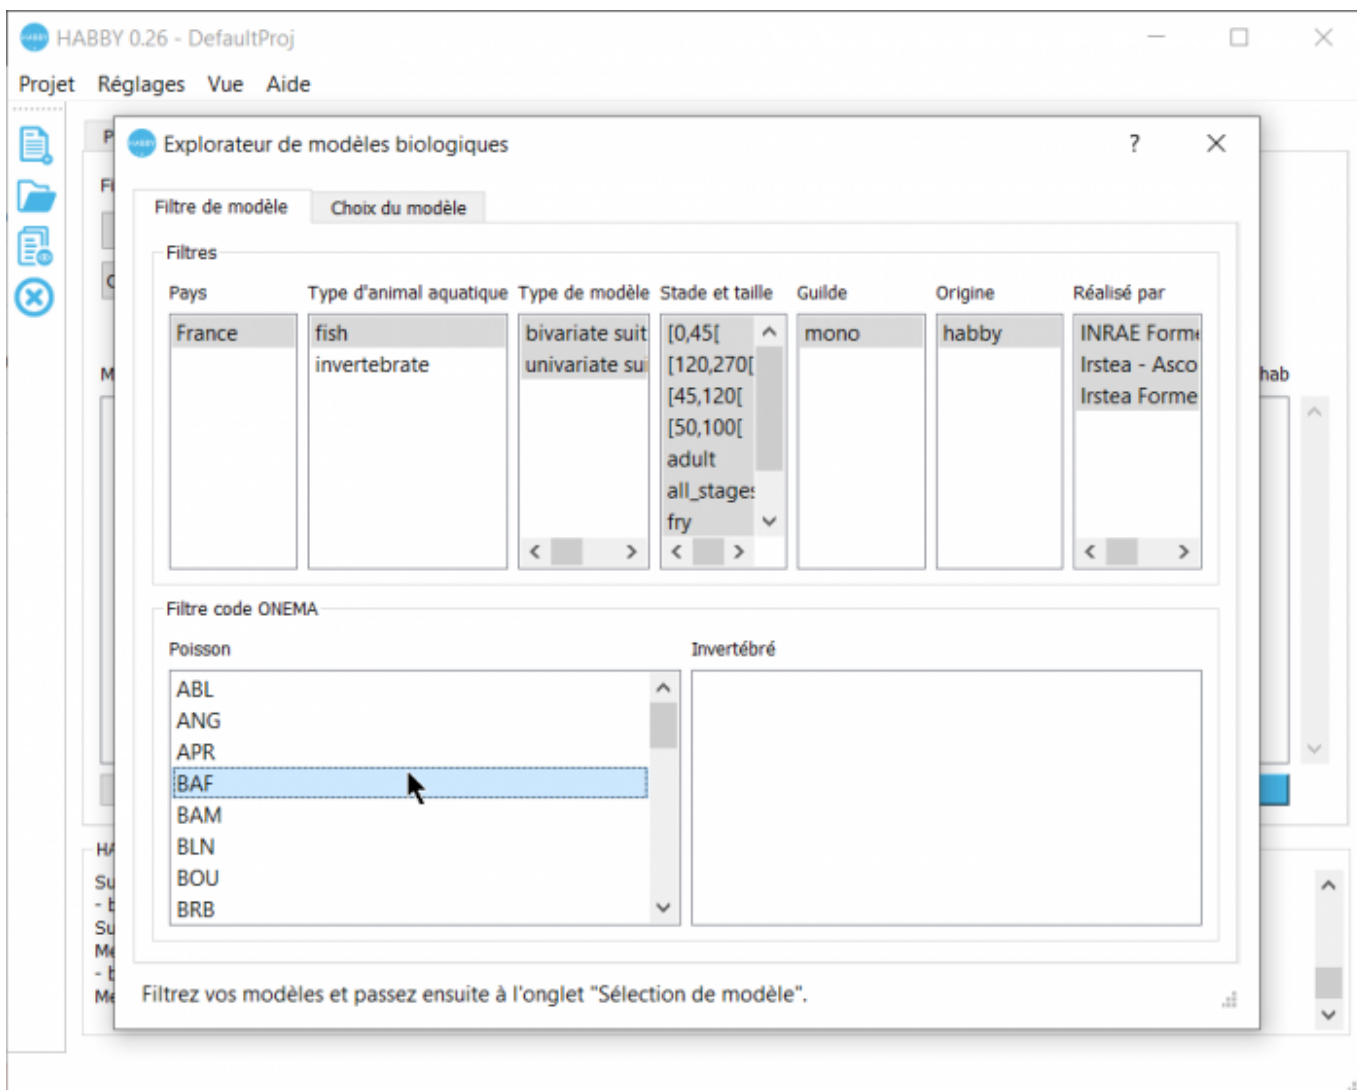 HABBY 0.26 - DefaultProj
Projet Réglages Vue Aide
HABBY Explorateur de modèles biologiques ? ×
Filtre de modèle Choix du modèle
Filtres
Pays Type d'animal aquatique Type de modèle Stade et taille Guilde Origine Réalisé par
France fish bivariate suit [0,45[ mono habby INRAE Forme
invertebrate univariate sui [120,270[ Irstea - Asco
[45,120[ Irstea Forme
[50,100[
adult
all_stages
fry
hab
Filtre code ONEMA
Poisson Invertébré
ABL
ANG
APR
BAF
BAM
BLN
BOU
BRB
Filtrez vos modèles et passez ensuite à l'onglet "Sélection de modèle".